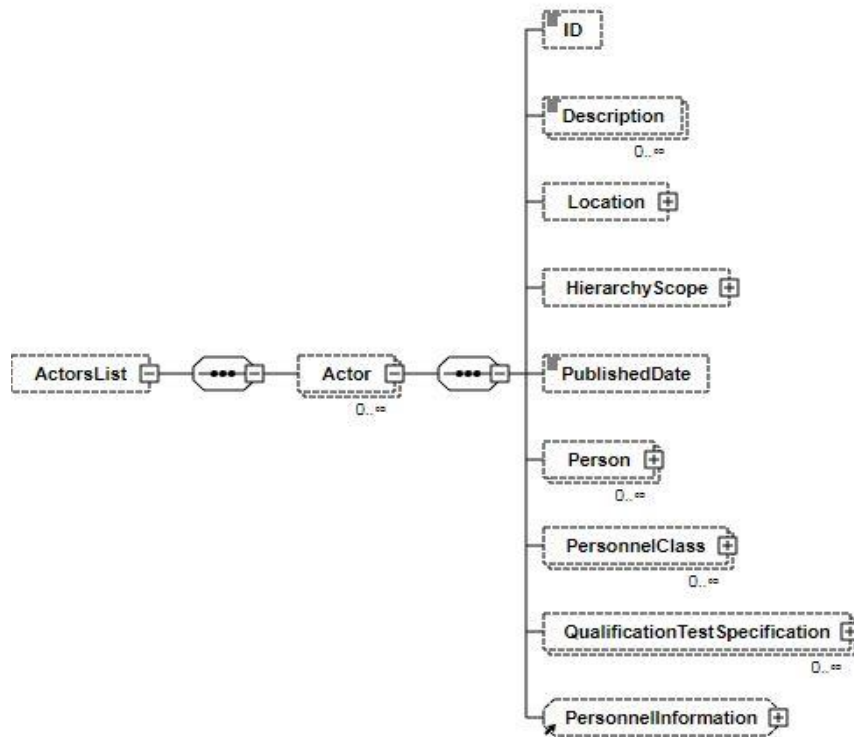 ID
Description
0..∞
Location
HierarchyScope
ActorsList
Actor
0..∞
PublishedDate
Person
0..∞
PersonnelClass
0..∞
QualificationTestSpecification
0..∞
PersonnelInformation